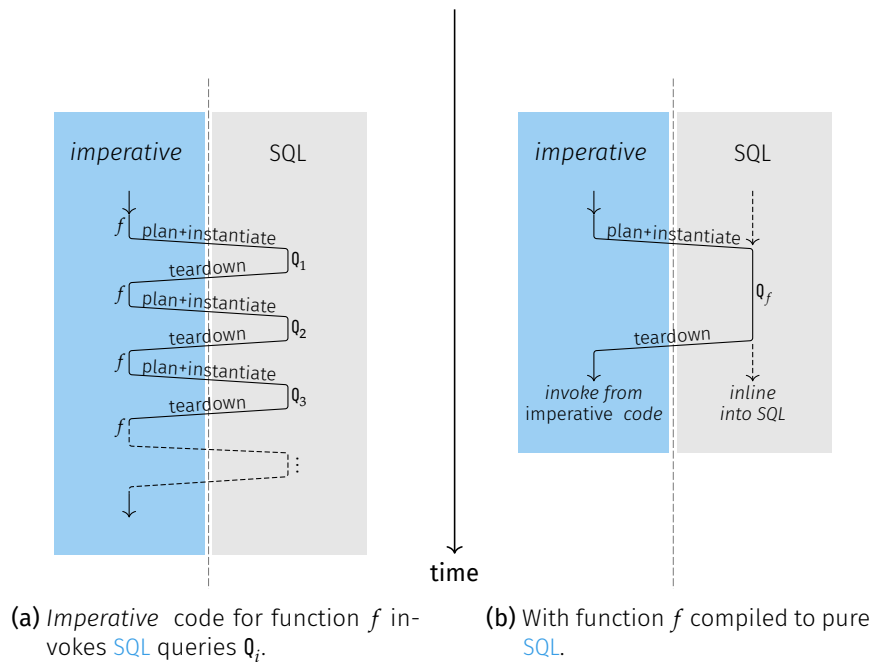 imperative SQL
f plan+instantiate
Q1
teardown
f plan+instantiate
Q2
teardown
f plan+instantiate
Q3
teardown
f
⋮
time
imperative SQL
plan+instantiate
Qf
teardown
invoke from
imperative code
inline
into SQL
(a) Imperative code for function f in-
vokes SQL queries Qi.
(b) With function f compiled to pure
SQL.